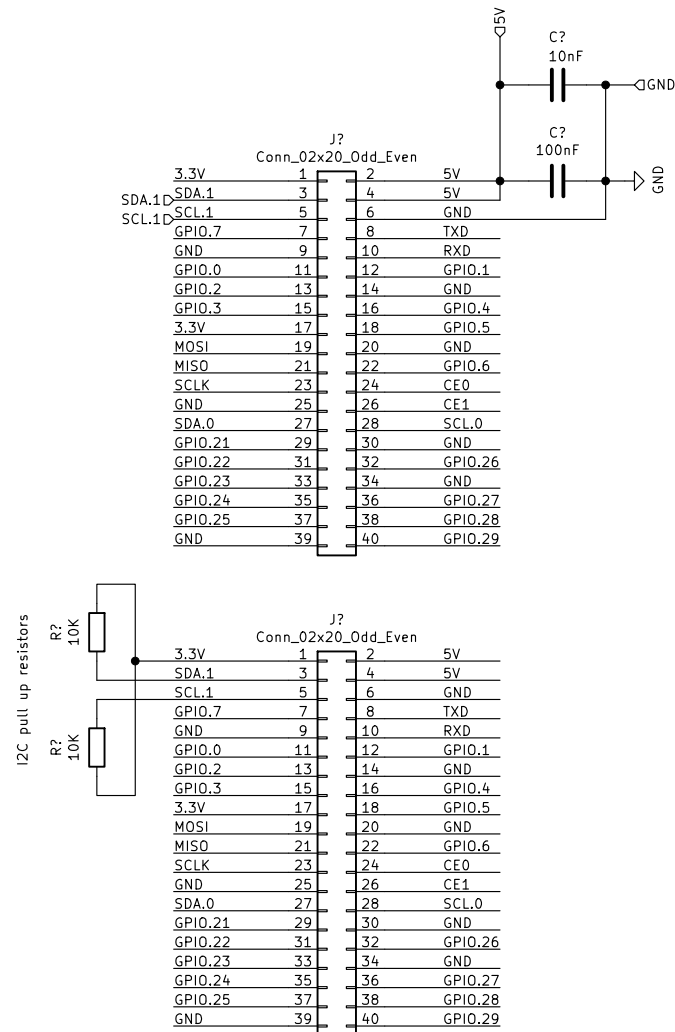 5V
C?
10nF
GND
C?
100nF
GND
J?
Conn_02x20_Odd_Even
3.3V 1 2 5V
SDA.1 SDA.1 3 4 5V
SCL.1 SCL.1 5 6 GND
GPIO.7 7 8 TXD
GND 9 10 RXD
GPIO.0 11 12 GPIO.1
GPIO.2 13 14 GND
GPIO.3 15 16 GPIO.4
3.3V 17 18 GPIO.5
MOSI 19 20 GND
MISO 21 22 GPIO.6
SCLK 23 24 CE0
GND 25 26 CE1
SDA.0 27 28 SCL.0
GPIO.21 29 30 GND
GPIO.22 31 32 GPIO.26
GPIO.23 33 34 GND
GPIO.24 35 36 GPIO.27
GPIO.25 37 38 GPIO.28
GND 39 40 GPIO.29
I2C pull up resistors
R?
10K
R?
10K
J?
Conn_02x20_Odd_Even
3.3V 1 2 5V
SDA.1 3 4 5V
SCL.1 5 6 GND
GPIO.7 7 8 TXD
GND 9 10 RXD
GPIO.0 11 12 GPIO.1
GPIO.2 13 14 GND
GPIO.3 15 16 GPIO.4
3.3V 17 18 GPIO.5
MOSI 19 20 GND
MISO 21 22 GPIO.6
SCLK 23 24 CE0
GND 25 26 CE1
SDA.0 27 28 SCL.0
GPIO.21 29 30 GND
GPIO.22 31 32 GPIO.26
GPIO.23 33 34 GND
GPIO.24 35 36 GPIO.27
GPIO.25 37 38 GPIO.28
GND 39 40 GPIO.29